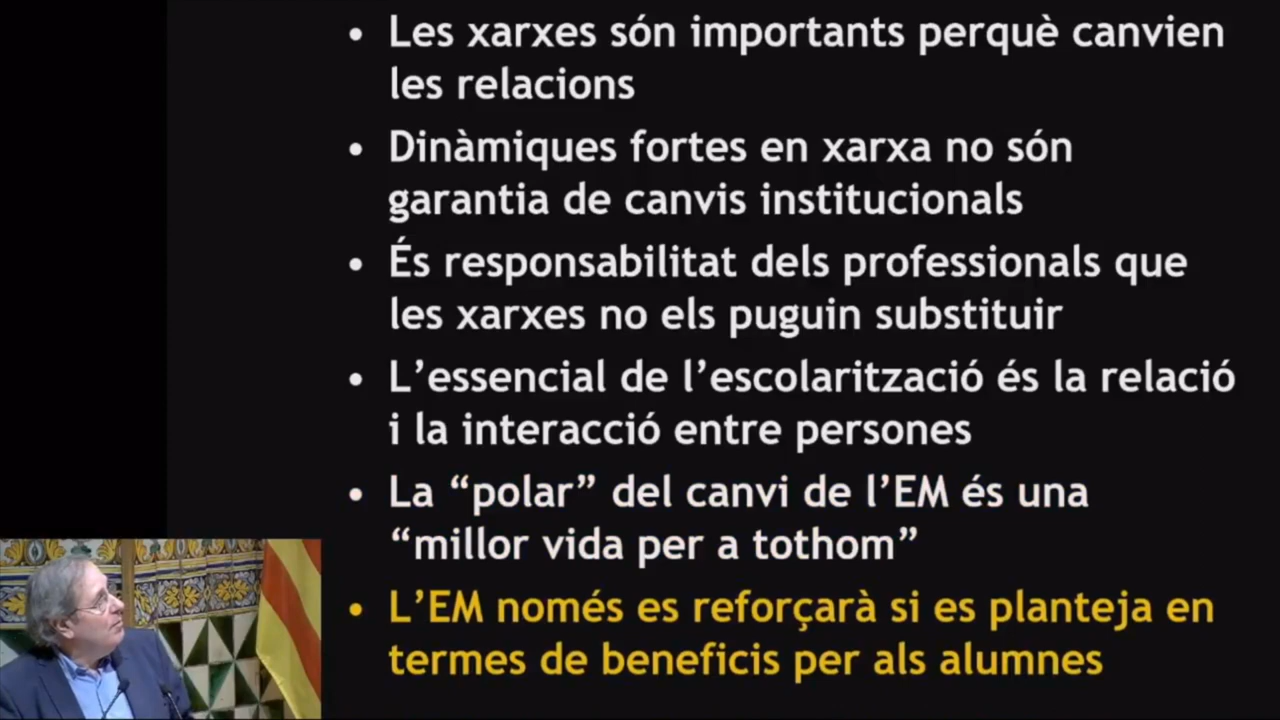 • Les xarxes són importants perquè canvien
les relacions
• Dinàmiques fortes en xarxa no són
garantia de canvis institucionals
• És responsabilitat dels professionals que
les xarxes no els puguin substituir
• L’essencial de l’escolarització és la relació
i la interacció entre persones
• La “polar” del canvi de l’EM és una
“millor vida per a tothom”
• L’EM només es reforçarà si es planteja en
termes de beneficis per als alumnes